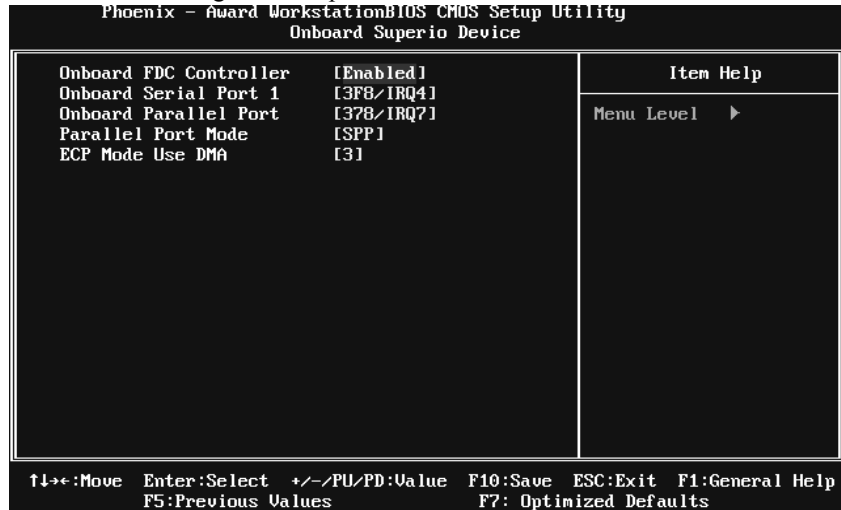 Phoenix – Award WorkstationBIOS CMOS Setup Utility
Onboard Superio Device
Onboard FDC Controller [Enabled]
Onboard Serial Port 1 [3F8/IRQ4]
Onboard Parallel Port [378/IRQ7]
Parallel Port Mode [SPP]
ECP Mode Use DMA [3]
Item Help
Menu Level ▶
↑↓→←:Move Enter:Select +/-/PU/PD:Value F10:Save ESC:Exit F1:General Help
F5:Previous Values F7: Optimized Defaults